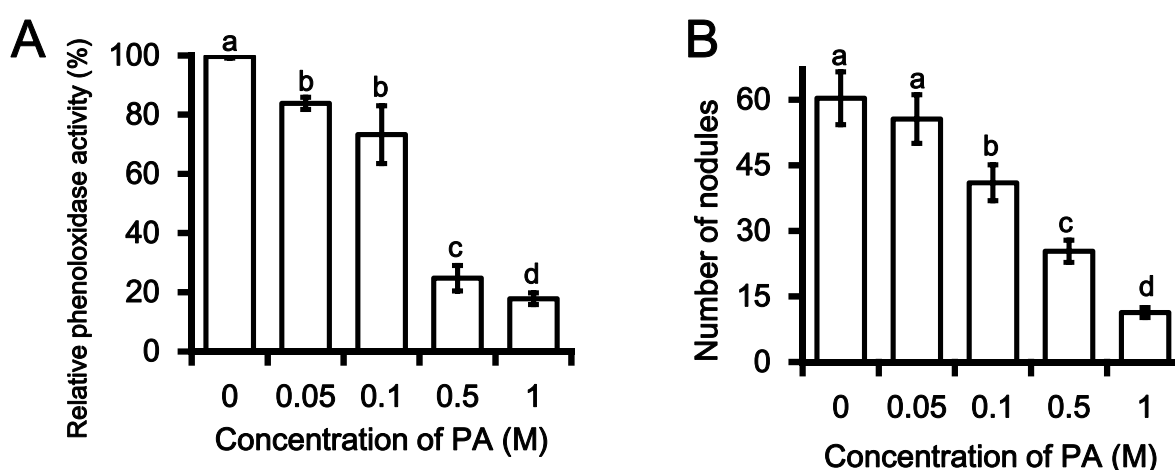 A
Relative phenoloxidase activity (%)
100
80
60
40
20
0
a
b
b
c
d
0 0.05 0.1 0.5 1
Concentration of PA (M)
B
Number of nodules
60
45
30
15
0
a
a
b
c
d
0 0.05 0.1 0.5 1
Concentration of PA (M)